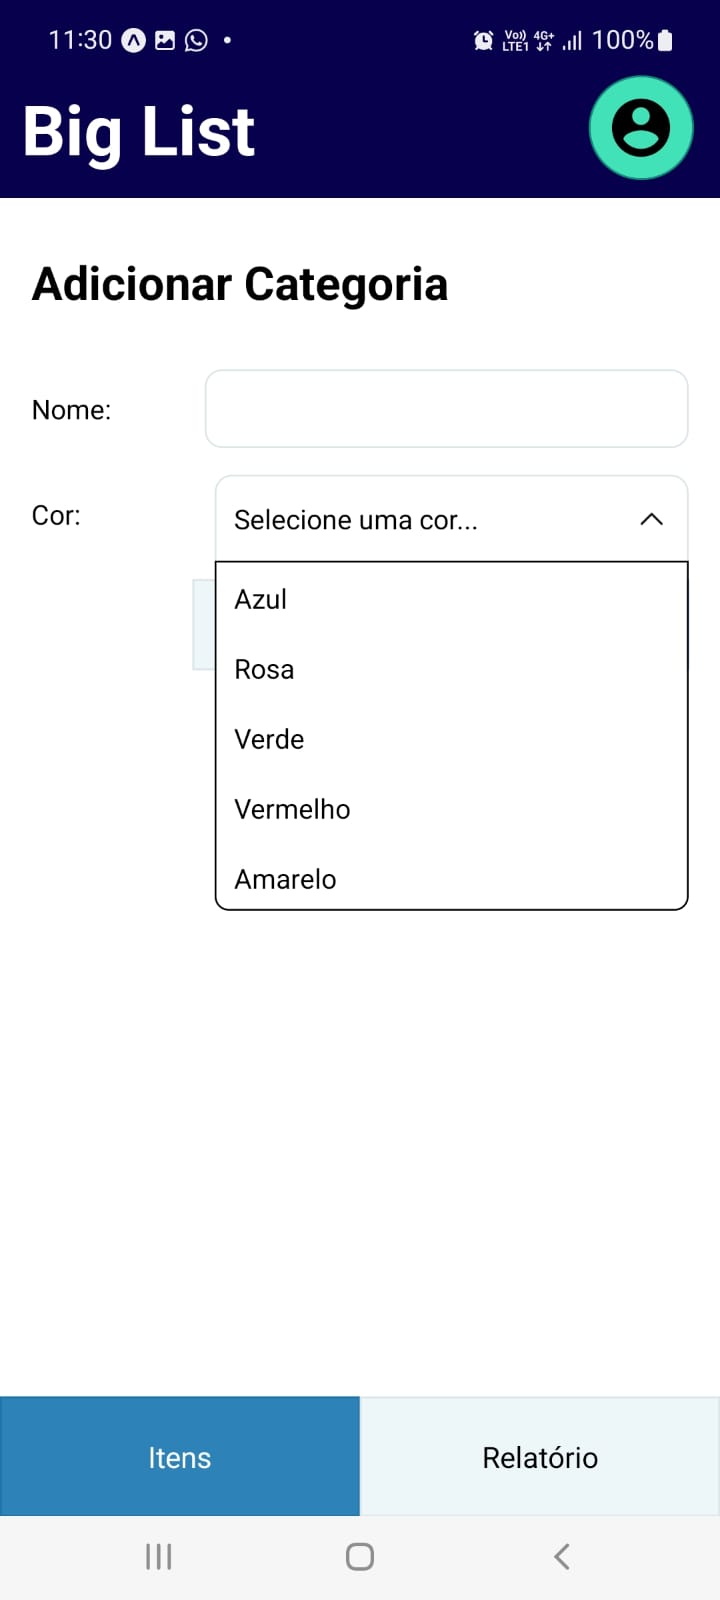 11:30
Vo)) LTE1 4G+ 100%
Big List
Adicionar Categoria
Nome:
Cor:
Selecione uma cor...
Azul
Rosa
Verde
Vermelho
Amarelo
Itens
Relatório